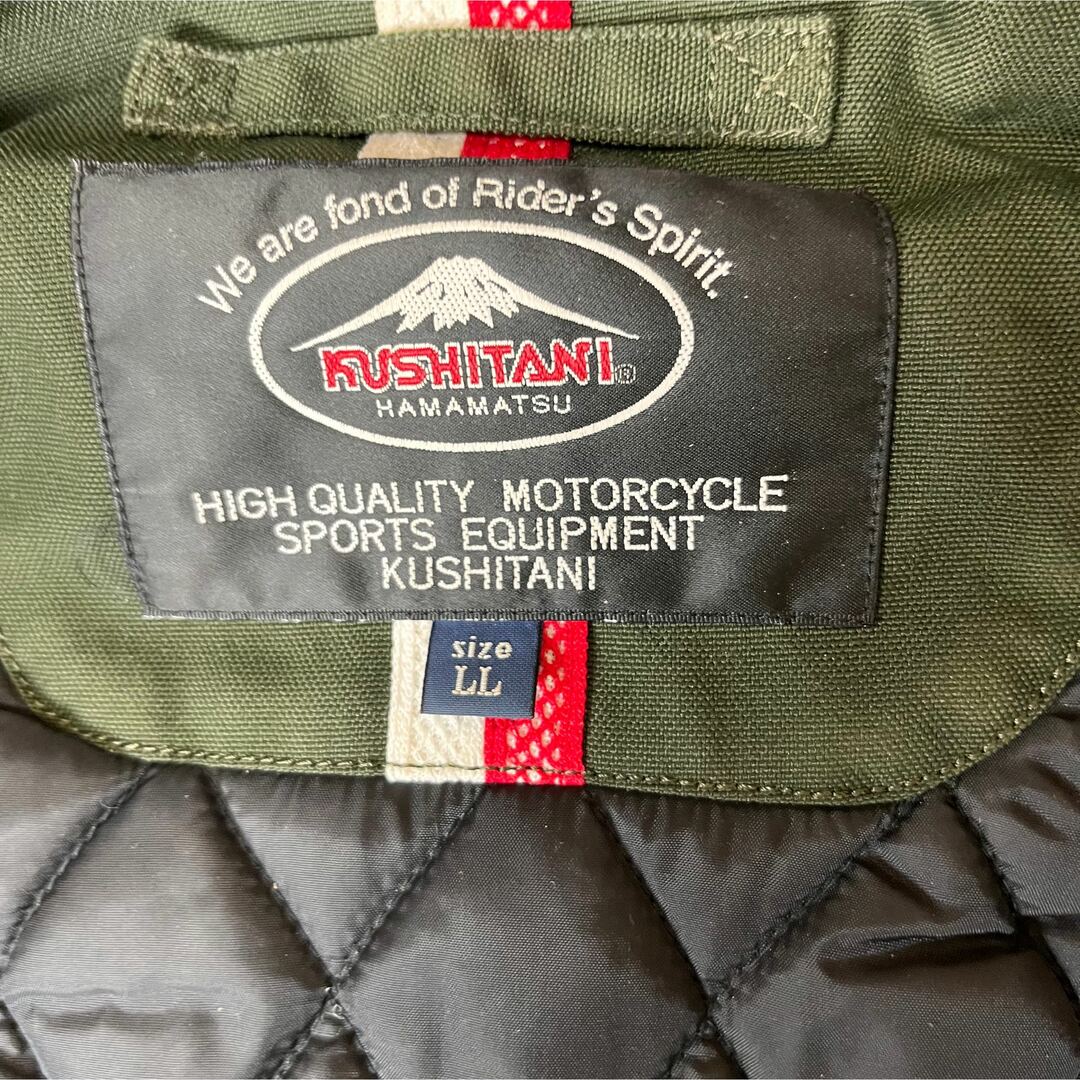 We are fond of Rider's Spirit.
KUSHITANI®
HAMAMATSU
HIGH QUALITY MOTORCYCLE
SPORTS EQUIPMENT
KUSHITANI
size
LL